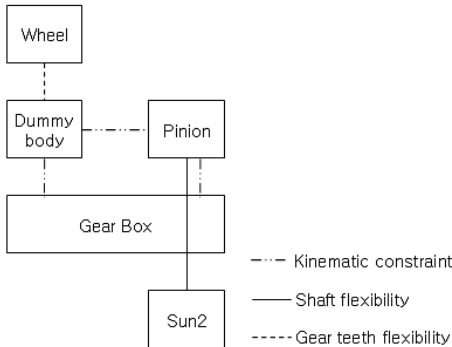 Wheel
Dummy
body
Pinion
Gear Box
Kinematic constraint
Shaft flexibility
Sun2
Gear teeth flexibility